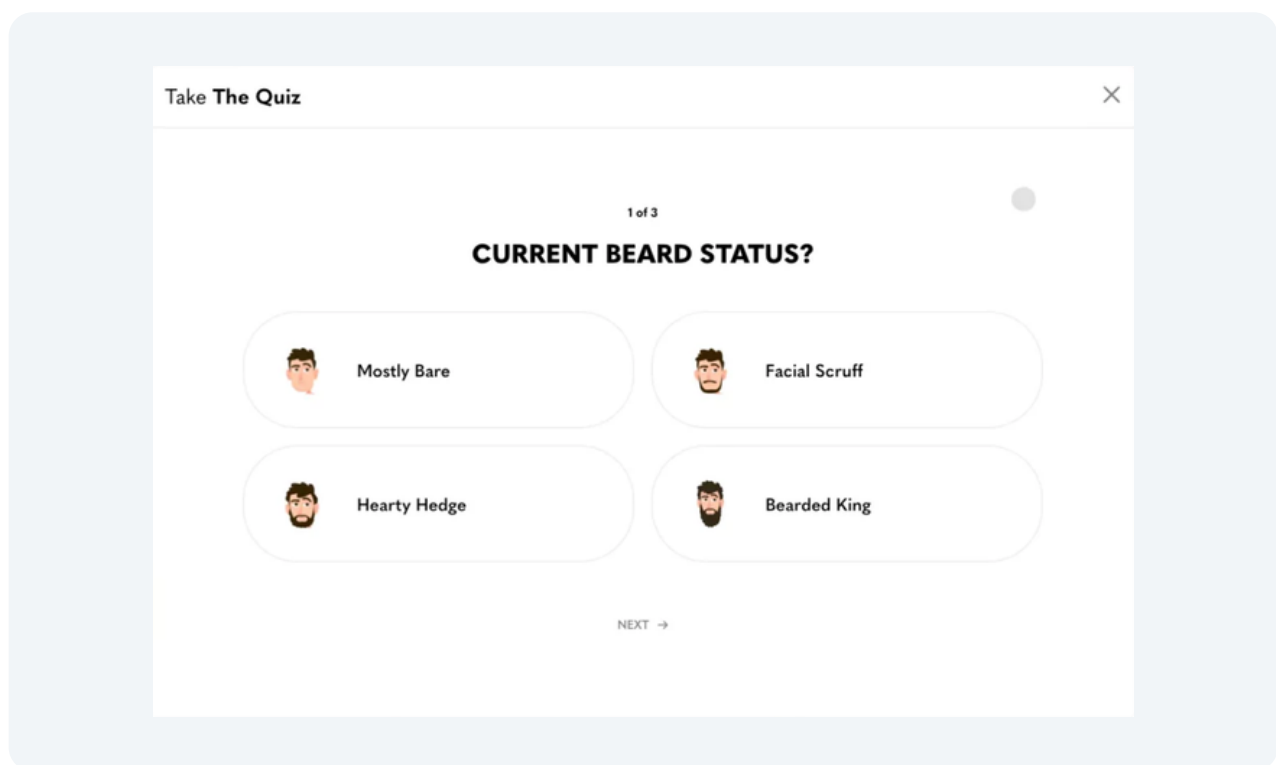 Take The Quiz
1 of 3
CURRENT BEARD STATUS?
Mostly Bare
Facial Scruff
Hearty Hedge
Bearded King
NEXT →